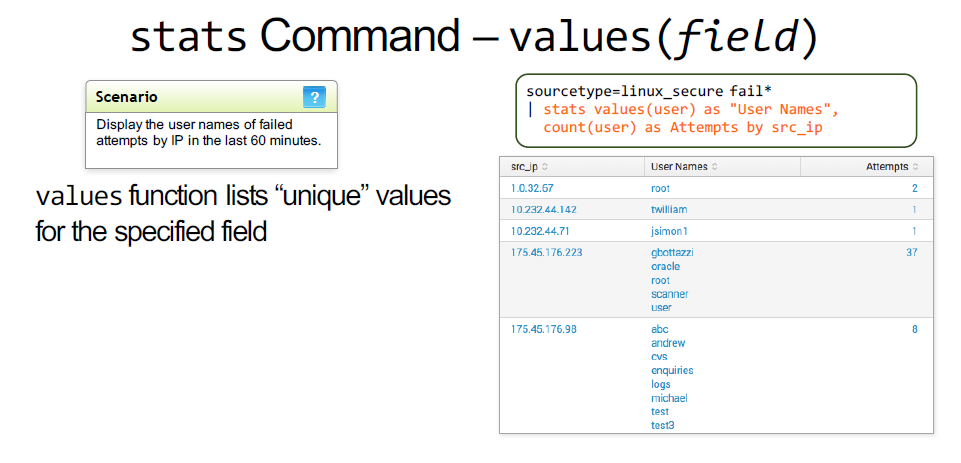 stats Command – values(field)
Scenario
?
Display the user names of failed
attempts by IP in the last 60 minutes.
values function lists “unique” values
for the specified field
sourcetype=linux_secure fail*
| stats values(user) as "User Names",
count(user) as Attempts by src_ip
src_ip User Names Attempts
1.0.32.67 root 2
10.232.44.142 twilliam 1
10.232.44.71 jsimon1 1
175.45.176.223 gbottazzi 37
oracle
root
scanner
user
175.45.176.98 abc 8
andrew
cvs
enquiries
logs
michael
test
test3